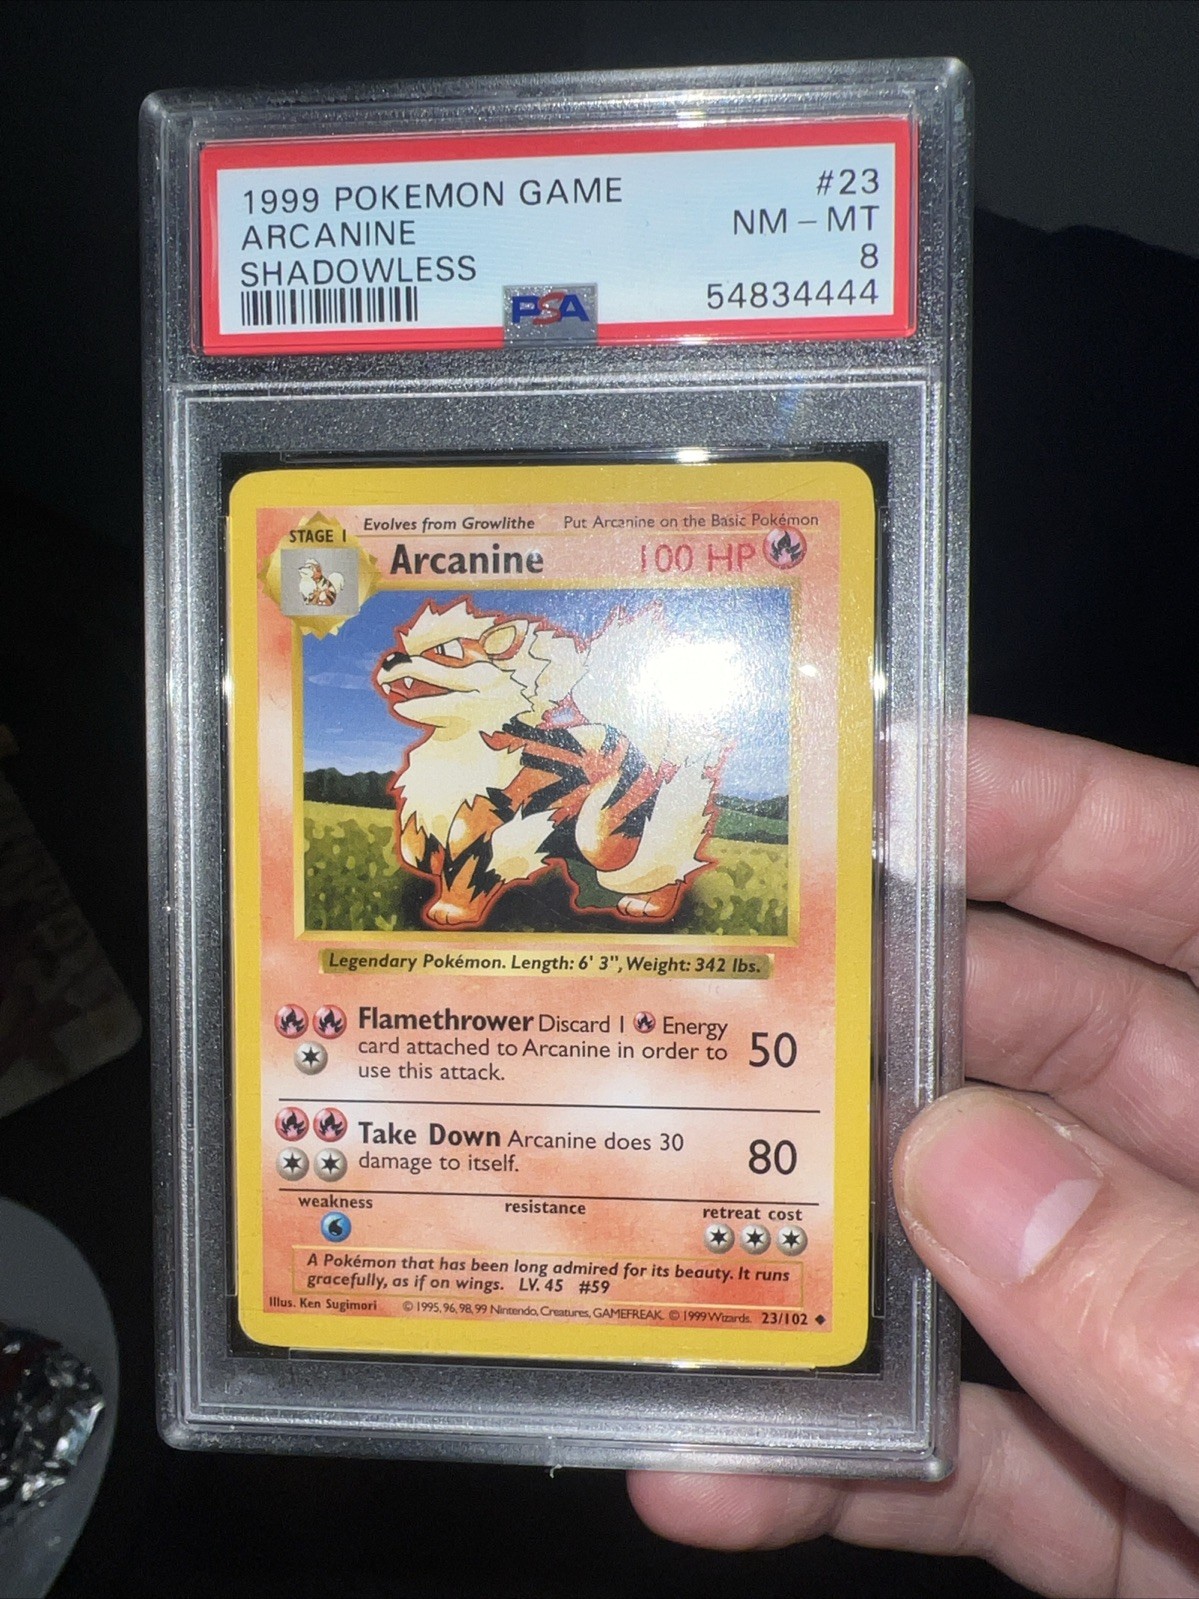 1999 POKEMON GAME #23
ARCANINE NM - MT
SHADOWLESS 8
PSA 54834444
Evolves from Growlithe Put Arcanine on the Basic Pokémon
STAGE 1
Arcanine 100 HP
Legendary Pokémon. Length: 6' 3", Weight: 342 lbs.
Flamethrower Discard 1 Energy
card attached to Arcanine in order to 50
use this attack.
Take Down Arcanine does 30
damage to itself. 80
weakness resistance retreat cost
A Pokémon that has been long admired for its beauty. It runs
gracefully, as if on wings. LV. 45 #59
Illus. Ken Sugimori © 1995, 96, 98, 99 Nintendo, Creatures, GAMEFREAK. © 1999 Wizards. 23/102